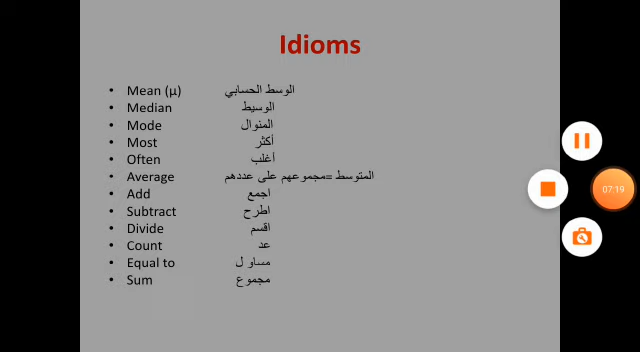 Idioms
• Mean (µ) الوسط الحسابي
• Median الوسيط
• Mode المنوال
• Most أكثر
• Often أغلب
• Average المتوسط =مجموعهم على عددهم
• Add اجمع
• Subtract اطرح
• Divide اقسم
• Count عد
• Equal to مساو ل
• Sum مجموع
07:19